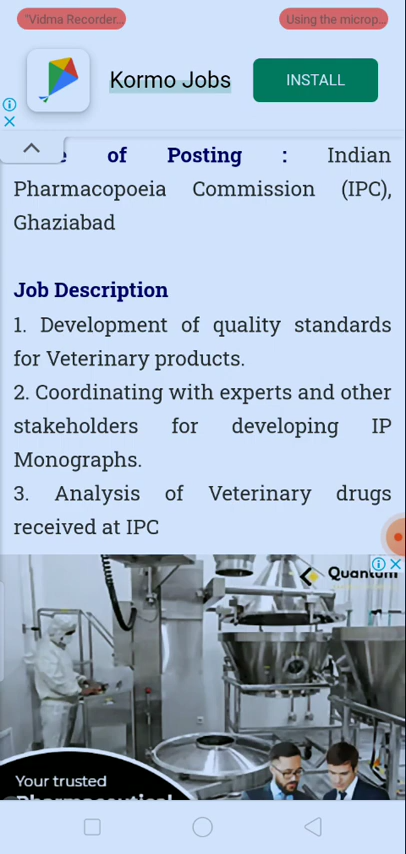 "Vidma Recorder...
Using the microp...
Kormo Jobs
INSTALL
of Posting : Indian
Pharmacopoeia Commission (IPC),
Ghaziabad
Job Description
1. Development of quality standards
for Veterinary products.
2. Coordinating with experts and other
stakeholders for developing IP
Monographs.
3. Analysis of Veterinary drugs
received at IPC
Quantum
Your trusted
Pharmaceutical